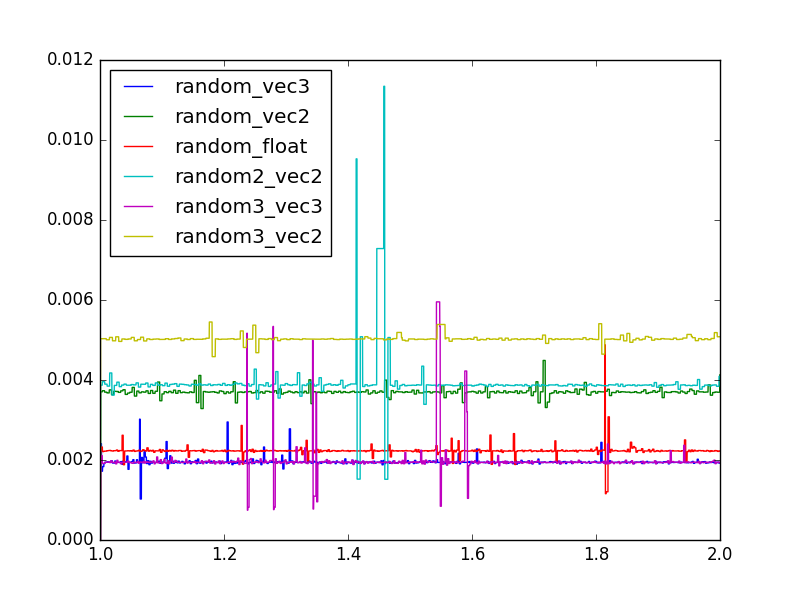 0.012
0.010
0.008
0.006
0.004
0.002
0.000
random_vec3
random_vec2
random_float
random2_vec2
random3_vec3
random3_vec2
1.0 1.2 1.4 1.6 1.8 2.0